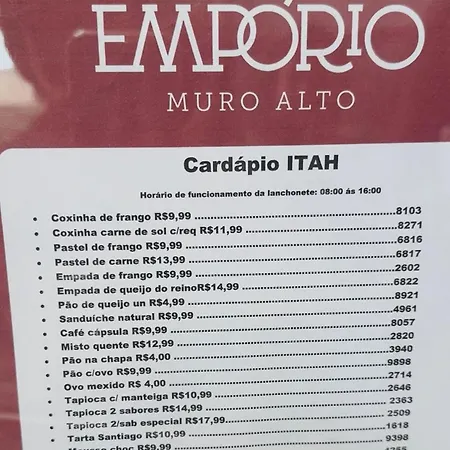 EMPÓRIO
MURO ALTO
Cardápio ITAH
Horário de funcionamento da lanchonete: 08:00 ás 16:00
• Coxinha de frango R$9,99 ........................................................8103
• Coxinha carne de sol c/req R$11,99 ..........................................8271
• Pastel de frango R$9,99 ...........................................................6816
• Pastel de carne R$13,99 ...........................................................6817
• Empada de frango R$9,99 ........................................................2602
• Empada de queijo do reinoR$14,99 ...........................................6822
• Pão de queijo un R$4,99 ..........................................................8921
• Sanduíche natural R$9,99 ........................................................4961
• Café cápsula R$9,99 ................................................................8057
• Misto quente R$12,99 ..............................................................2820
• Pão na chapa R$4,00 ...............................................................3940
• Pão c/ovo R$9,99 ....................................................................9898
• Ovo mexido R$ 4,00 ................................................................2714
• Tapioca c/ manteiga R$10,99 ...................................................2646
• Tapioca 2 sabores R$14,99 ...................................................... 2363
• Tapioca 2/sab especial R$17,99................................................ 2509
• Tarta Santiago R$10,99 ........................................................... 1618
choc R$9,99 ................................................................ 9398